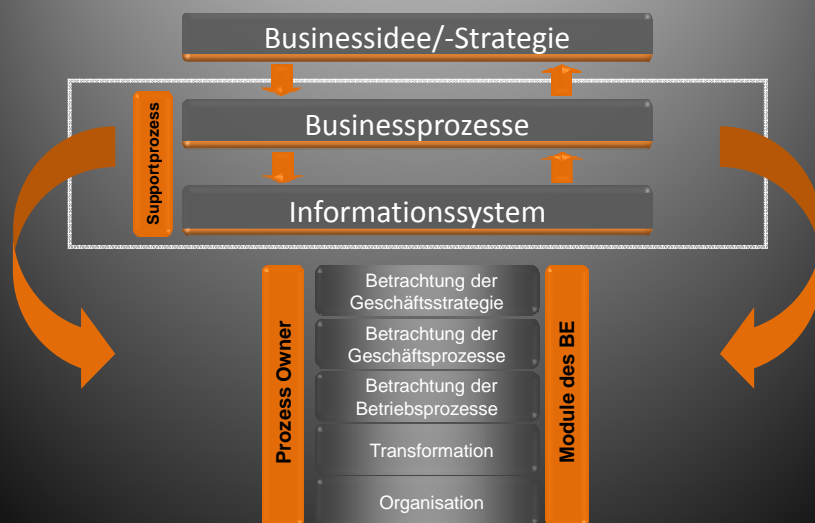 Businessidee/-Strategie
Supportprozess
Businessprozesse
Informationssystem
Prozess Owner
Betrachtung der
Geschäftsstrategie
Betrachtung der
Geschäftsprozesse
Betrachtung der
Betriebsprozesse
Transformation
Organisation
Module des BE